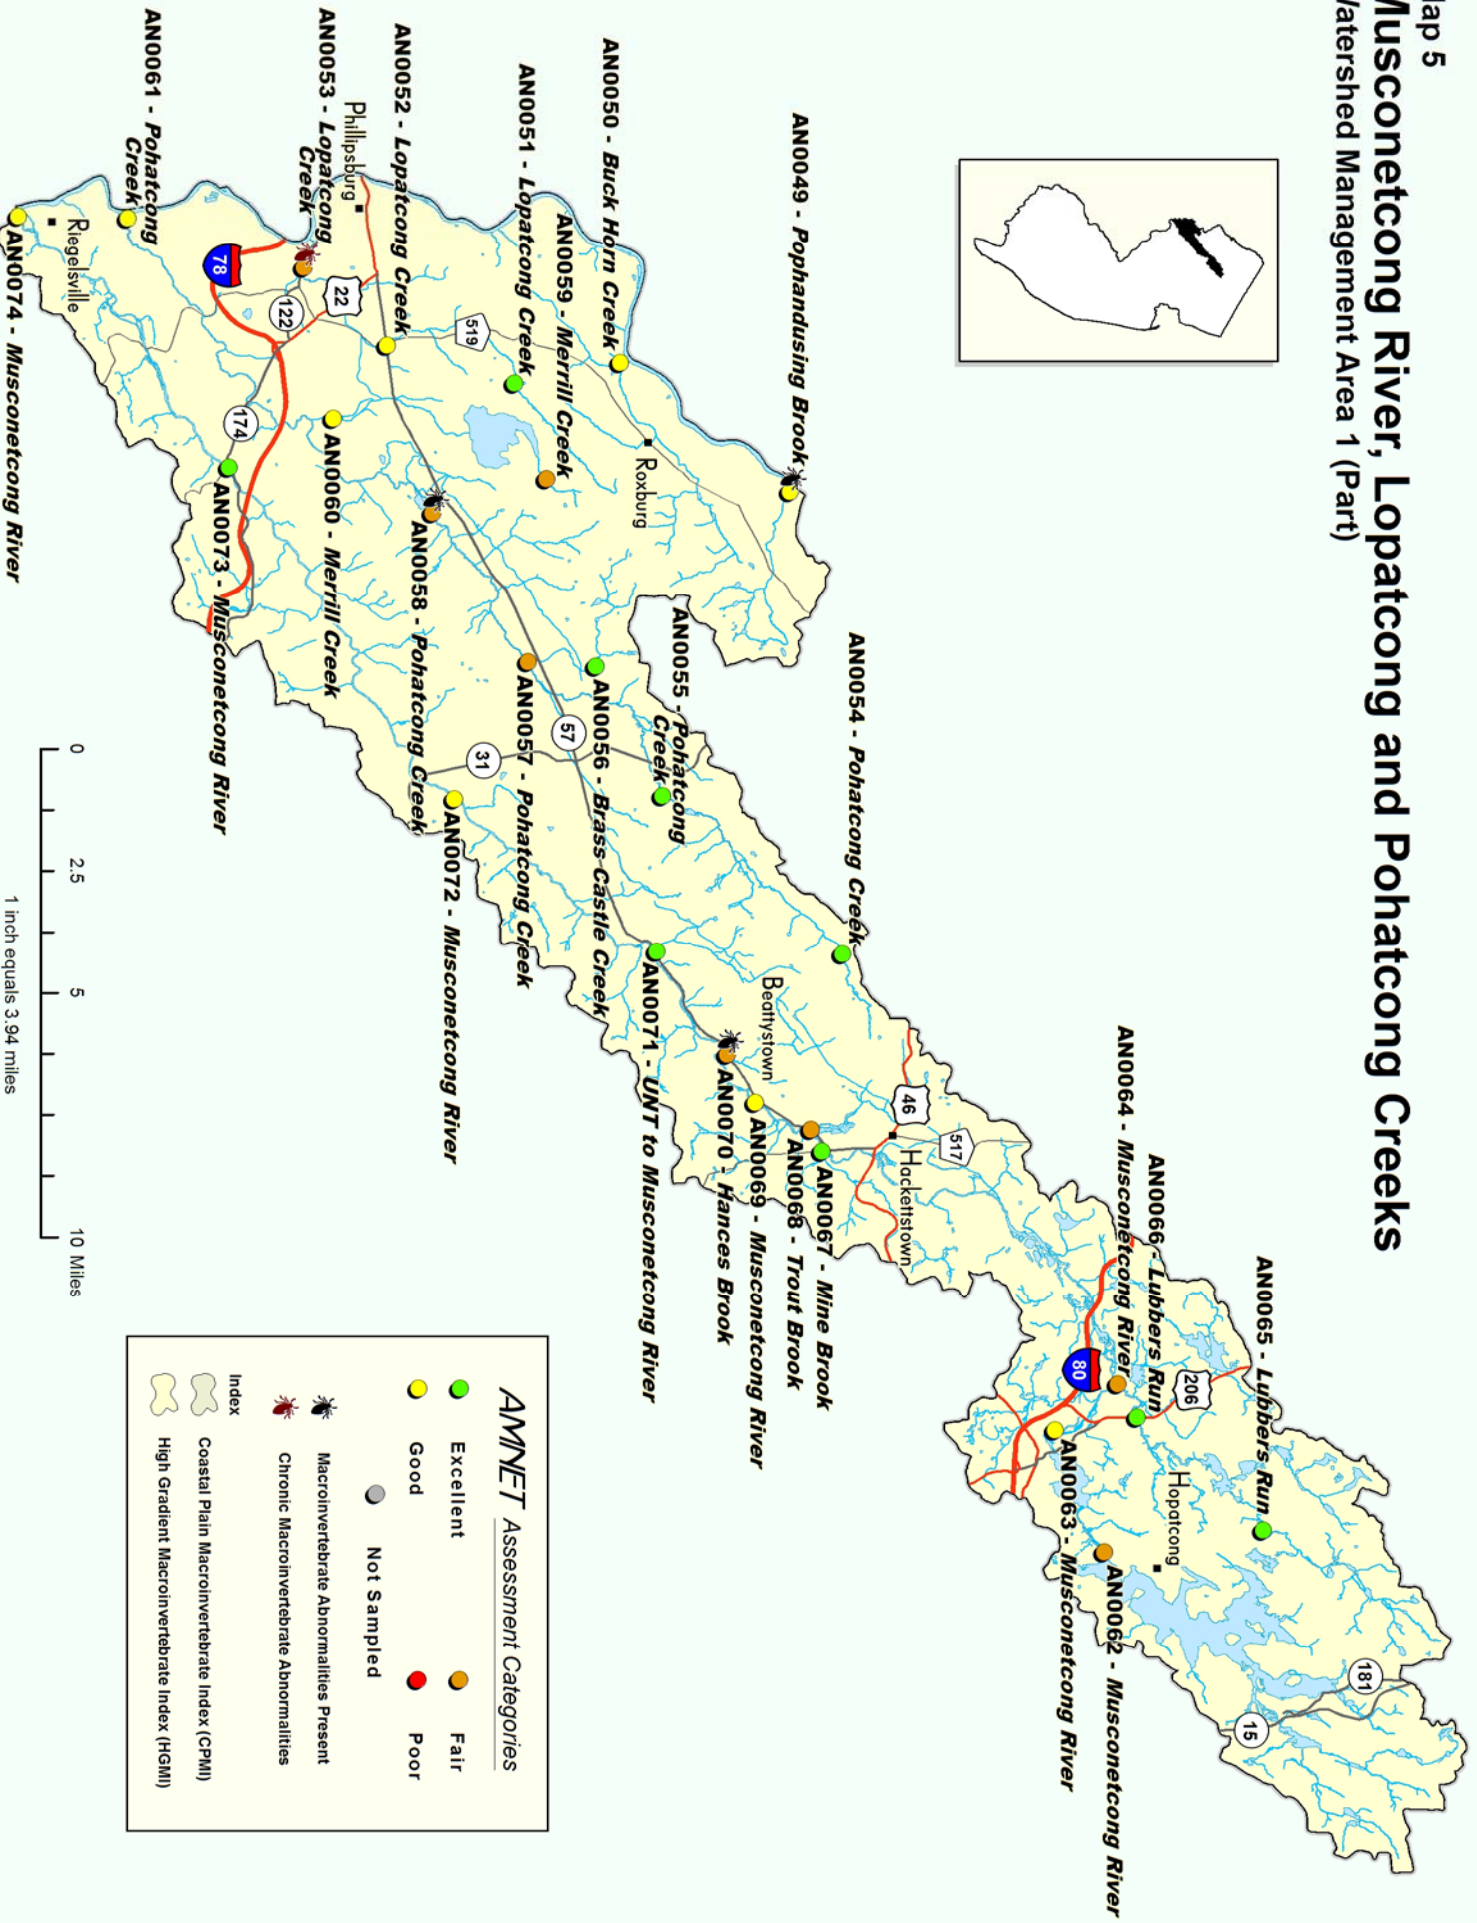 ap 5
Musconetcong River, Lopatcong and Pohatcong Creeks
Watershed Management Area 1 (Part)
AN0065 - Lubbers Run
AN0066 - Lubbers Run
AN0064 - Musconetcong River
AN0054 - Pohatcong Creek
AN0049 - Pophandusing Brook
AN0055 - Pohatcong
Creek
AN0050 - Buck Horn Creek
AN0059 - Merrill Creek
AN0051 - Lopatcong Creek
AN0052 - Lopatcong Creek
Phillipsburg
AN0053 - Lopatcong
Creek
AN0061 - Pohatcong
Creek
181
15
206
Hopatcong
80
AN0062 - Musconetcong River
AN0063 - Musconetcong River
517
46
Hackettstown
AN0067 - Mine Brook
AN0068 - Trout Brook
AN0069 - Musconetcong River
AN0070 - Hances Brook
Beattystown
AN0071 - UNT to Musconetcong River
Roxburg
AN0056 - Brass Castle Creek
57
AN0057 - Pohatcong Creek
31
519
AN0072 - Musconetcong River
AN0058 - Pohatcong Creek
22
AN0060 - Merrill Creek
122
174
78
AN0073 - Musconetcong River
Riegelsville
AN0074 - Musconetcong River
0 2.5 5 10 Miles
1 inch equals 3.94 miles
AMNET Assessment Categories
Excellent Fair
Good Poor
Not Sampled
Macroinvertebrate Abnormalities Present
Chronic Macroinvertebrate Abnormalities
Index
Coastal Plain Macroinvertebrate Index (CPMI)
High Gradient Macroinvertebrate Index (HGMI)